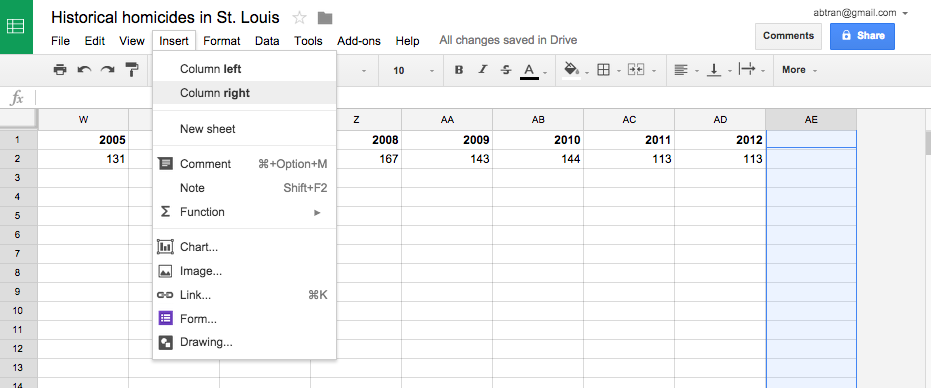 Historical homicides in St. Louis
abtran@gmail.com
File Edit View Insert Format Data Tools Add-ons Help All changes saved in Drive
Comments
Share
10 B I S A More
fx
Column left
Column right
New sheet
Comment ⌘+Option+M
Note Shift+F2
Σ Function
Chart...
Image...
Link... ⌘K
Form...
Drawing...
W Z AA AB AC AD AE
1 2005 2008 2009 2010 2011 2012
2 131 167 143 144 113 113
3
4
5
6
7
8
9
10
11
12
13
14